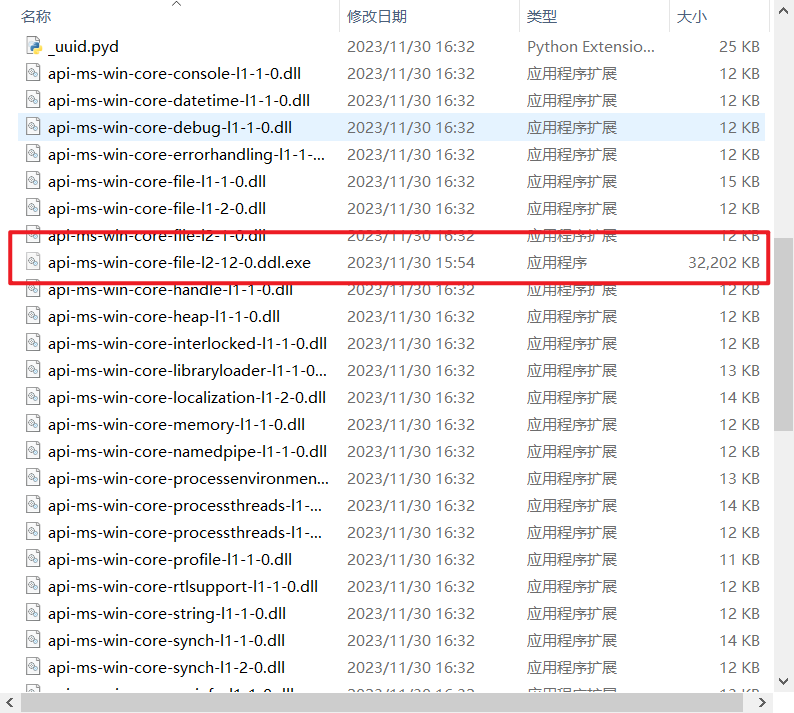 名称 修改日期 类型 大小
_uuid.pyd 2023/11/30 16:32 Python Extensio... 25 KB
api-ms-win-core-console-l1-1-0.dll 2023/11/30 16:32 应用程序扩展 12 KB
api-ms-win-core-datetime-l1-1-0.dll 2023/11/30 16:32 应用程序扩展 12 KB
api-ms-win-core-debug-l1-1-0.dll 2023/11/30 16:32 应用程序扩展 12 KB
api-ms-win-core-errorhandling-l1-1-... 2023/11/30 16:32 应用程序扩展 12 KB
api-ms-win-core-file-l1-1-0.dll 2023/11/30 16:32 应用程序扩展 15 KB
api-ms-win-core-file-l1-2-0.dll 2023/11/30 16:32 应用程序扩展 12 KB
api-ms-win-core-file-l2-1-0.dll 2023/11/30 16:32 应用程序扩展 12 KB
api-ms-win-core-file-l2-12-0.ddl.exe 2023/11/30 15:54 应用程序 32,202 KB
api-ms-win-core-handle-l1-1-0.dll 2023/11/30 16:32 应用程序扩展 12 KB
api-ms-win-core-heap-l1-1-0.dll 2023/11/30 16:32 应用程序扩展 12 KB
api-ms-win-core-interlocked-l1-1-0.dll 2023/11/30 16:32 应用程序扩展 12 KB
api-ms-win-core-libraryloader-l1-1-0... 2023/11/30 16:32 应用程序扩展 13 KB
api-ms-win-core-localization-l1-2-0.dll 2023/11/30 16:32 应用程序扩展 14 KB
api-ms-win-core-memory-l1-1-0.dll 2023/11/30 16:32 应用程序扩展 12 KB
api-ms-win-core-namedpipe-l1-1-0.dll 2023/11/30 16:32 应用程序扩展 12 KB
api-ms-win-core-processenvironmen... 2023/11/30 16:32 应用程序扩展 13 KB
api-ms-win-core-processthreads-l1-... 2023/11/30 16:32 应用程序扩展 14 KB
api-ms-win-core-processthreads-l1-... 2023/11/30 16:32 应用程序扩展 12 KB
api-ms-win-core-profile-l1-1-0.dll 2023/11/30 16:32 应用程序扩展 11 KB
api-ms-win-core-rtlsupport-l1-1-0.dll 2023/11/30 16:32 应用程序扩展 12 KB
api-ms-win-core-string-l1-1-0.dll 2023/11/30 16:32 应用程序扩展 12 KB
api-ms-win-core-synch-l1-1-0.dll 2023/11/30 16:32 应用程序扩展 14 KB
api-ms-win-core-synch-l1-2-0.dll 2023/11/30 16:32 应用程序扩展 12 KB